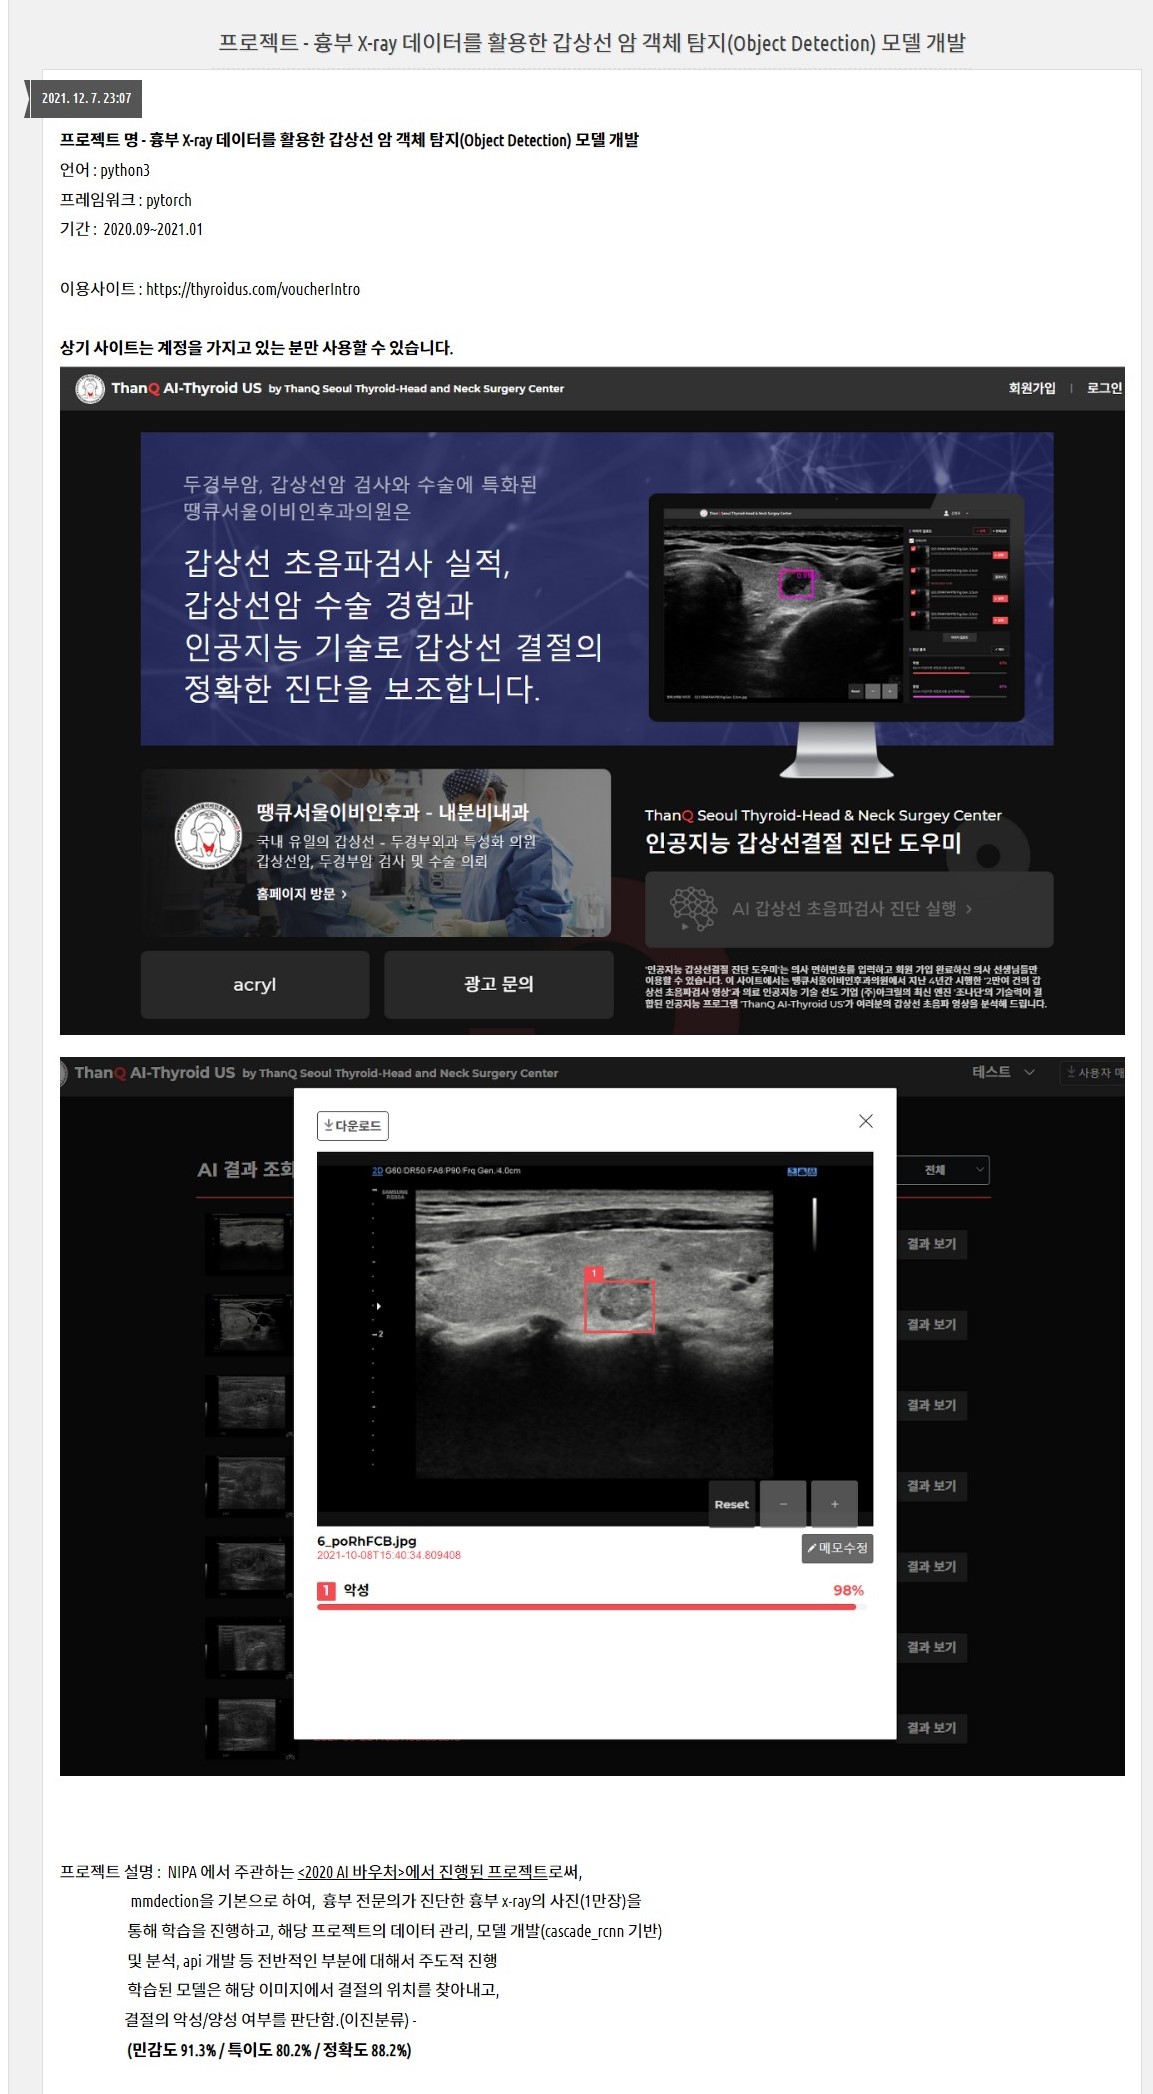 프로젝트 - 흉부 X-ray 데이터를 활용한 갑상선 암 객체 탐지(Object Detection) 모델 개발
2021. 12. 7. 23:07
프로젝트 명 - 흉부 X-ray 데이터를 활용한 갑상선 암 객체 탐지(Object Detection) 모델 개발
언어 : python3
프레임워크 : pytorch
기간 : 2020.09~2021.01
이용사이트 : https://thyroidus.com/voucherIntro
상기 사이트는 계정을 가지고 있는 분만 사용할 수 있습니다.
ThanQ AI-Thyroid US by ThanQ Seoul Thyroid-Head and Neck Surgery Center
회원가입 | 로그인
두경부암, 갑상선암 검사와 수술에 특화된
땡큐서울이비인후과의원은
갑상선 초음파검사 실적,
갑상선암 수술 경험과
인공지능 기술로 갑상선 결절의
정확한 진단을 보조합니다.
땡큐서울이비인후과 - 내분비내과
국내 유일의 갑상선 - 두경부외과 특성화 의원
갑상선암, 두경부암 검사 및 수술 의뢰
홈페이지 방문 >
acryl
광고 문의
ThanQ Seoul Thyroid-Head & Neck Surgey Center
인공지능 갑상선결절 진단 도우미
AI 갑상선 초음파검사 진단 실행 >
'인공지능 갑상선결절 진단 도우미'는 의사 면허번호를 입력하고 회원 가입 완료하신 의사 선생님들만
이용할 수 있습니다. 이 사이트에서는 땡큐서울이비인후과의원에서 지난 4년간 시행한 '2만여 건의 갑
상선 초음파검사 영상'과 의료 인공지능 기술 선도 기업 (주)아크릴의 최신 엔진 '조나단'의 기술력이 결
합된 인공지능 프로그램 'ThanQ AI-Thyroid US'가 여러분의 갑상선 초음파 영상을 분석해 드립니다.
ThanQ AI-Thyroid US by ThanQ Seoul Thyroid-Head and Neck Surgery Center
테스트
사용자 매
AI 결과 조회
전체
다운로드
2D G60/DR50/FA6/P90/Frq Gen./4.0cm
SAMSUNG
RS80A
1
2
Reset - +
6_poRhFCB.jpg
2021-10-08T15:40:34.809408
메모수정
1 악성 98%
결과 보기
결과 보기
결과 보기
결과 보기
결과 보기
결과 보기
결과 보기
프로젝트 설명 : NIPA 에서 주관하는 <2020 AI 바우처>에서 진행된 프로젝트로써,
mmdection을 기본으로 하여, 흉부 전문의가 진단한 흉부 x-ray의 사진(1만장)을
통해 학습을 진행하고, 해당 프로젝트의 데이터 관리, 모델 개발(cascade_rcnn 기반)
및 분석, api 개발 등 전반적인 부분에 대해서 주도적 진행
학습된 모델은 해당 이미지에서 결절의 위치를 찾아내고,
결절의 악성/양성 여부를 판단함.(이진분류) -
(민감도 91.3% / 특이도 80.2% / 정확도 88.2%)